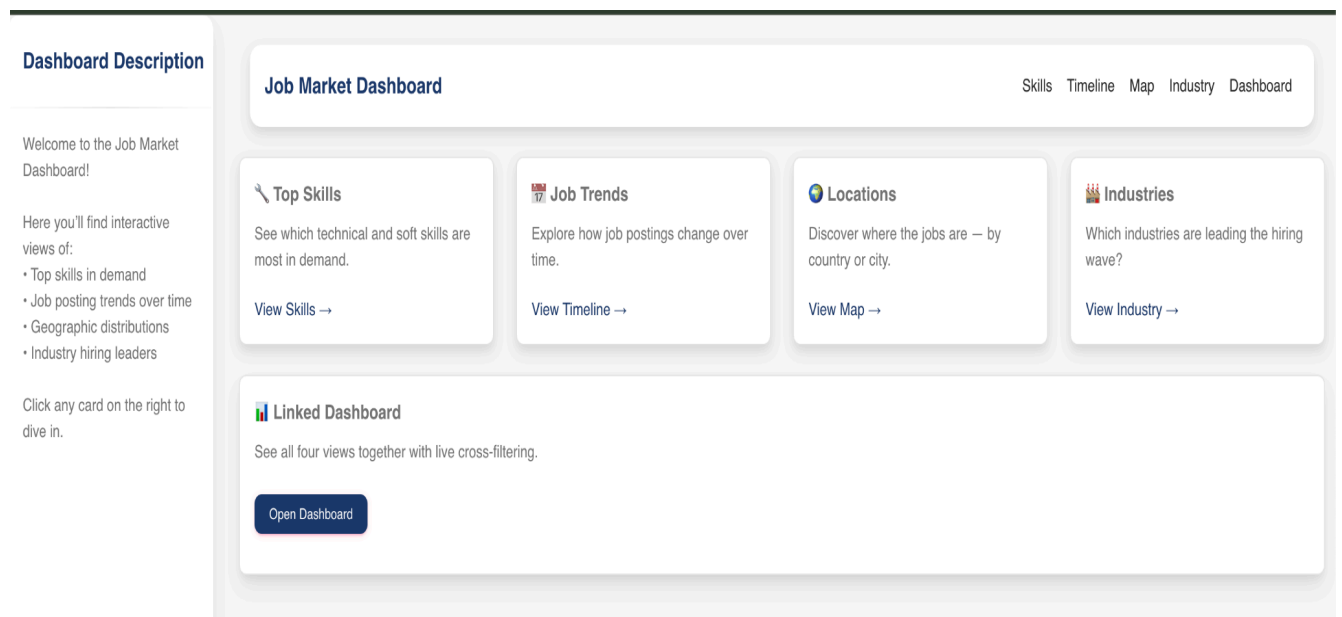 Dashboard Description
Welcome to the Job Market
Dashboard!
Here you'll find interactive
views of:
• Top skills in demand
• Job posting trends over time
• Geographic distributions
• Industry hiring leaders
Click any card on the right to
dive in.
Job Market Dashboard
Skills Timeline Map Industry Dashboard
Top Skills
See which technical and soft skills are
most in demand.
View Skills →
17
Job Trends
Explore how job postings change over
time.
View Timeline →
Locations
Discover where the jobs are — by
country or city.
View Map →
Industries
Which industries are leading the hiring
wave?
View Industry →
Linked Dashboard
See all four views together with live cross-filtering.
Open Dashboard